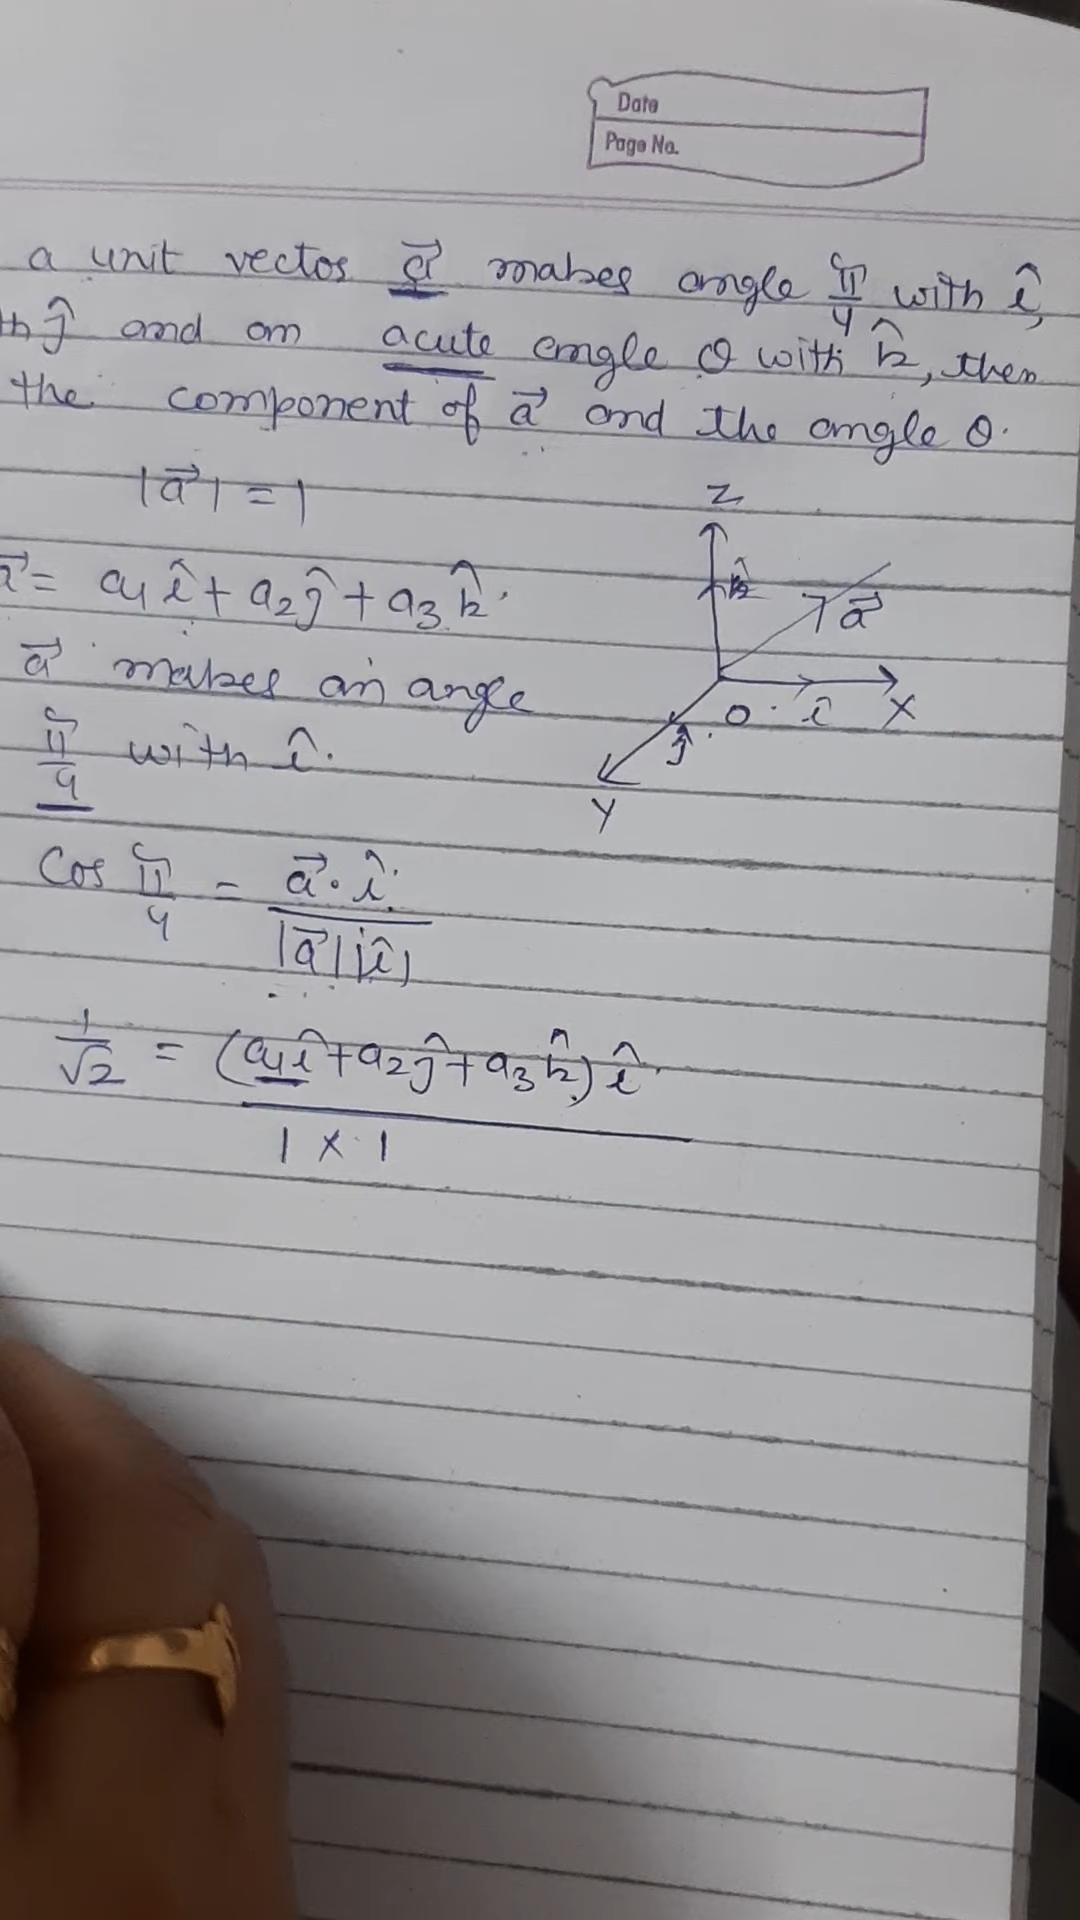 Date
Page No.
a unit vector a⃗ makes angle π/4 with î,
ĵ and an acute angle θ with k̂, then
the component of a⃗ and the angle θ.
|a⃗| = 1
a⃗ = a₁î + a₂ĵ + a₃k̂.
a⃗ makes an angle
π/4 with î.
Z
k̂
a⃗
O
î
X
ĵ
Y
Cos π/4 = a⃗ · î / |a⃗||î|
1/√2 = (a₁î + a₂ĵ + a₃k̂) î / 1 × 1